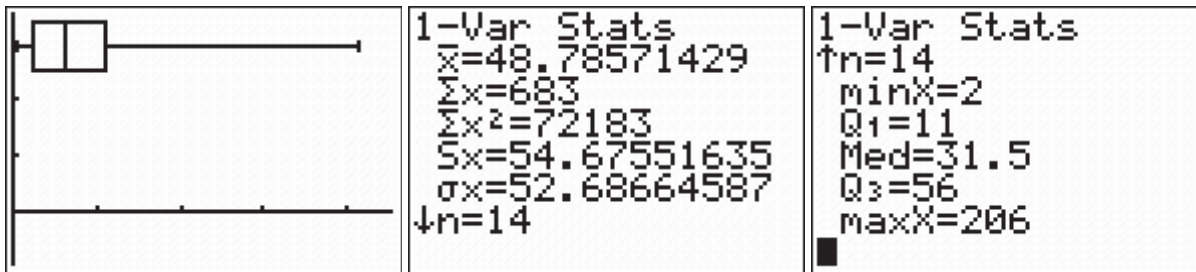 1-Var Stats
x̄=48.78571429
Σx=683
Σx²=72183
Sx=54.67551635
σx=52.68664587
↓n=14
1-Var Stats
↑n=14
minX=2
Q₁=11
Med=31.5
Q₃=56
maxX=206